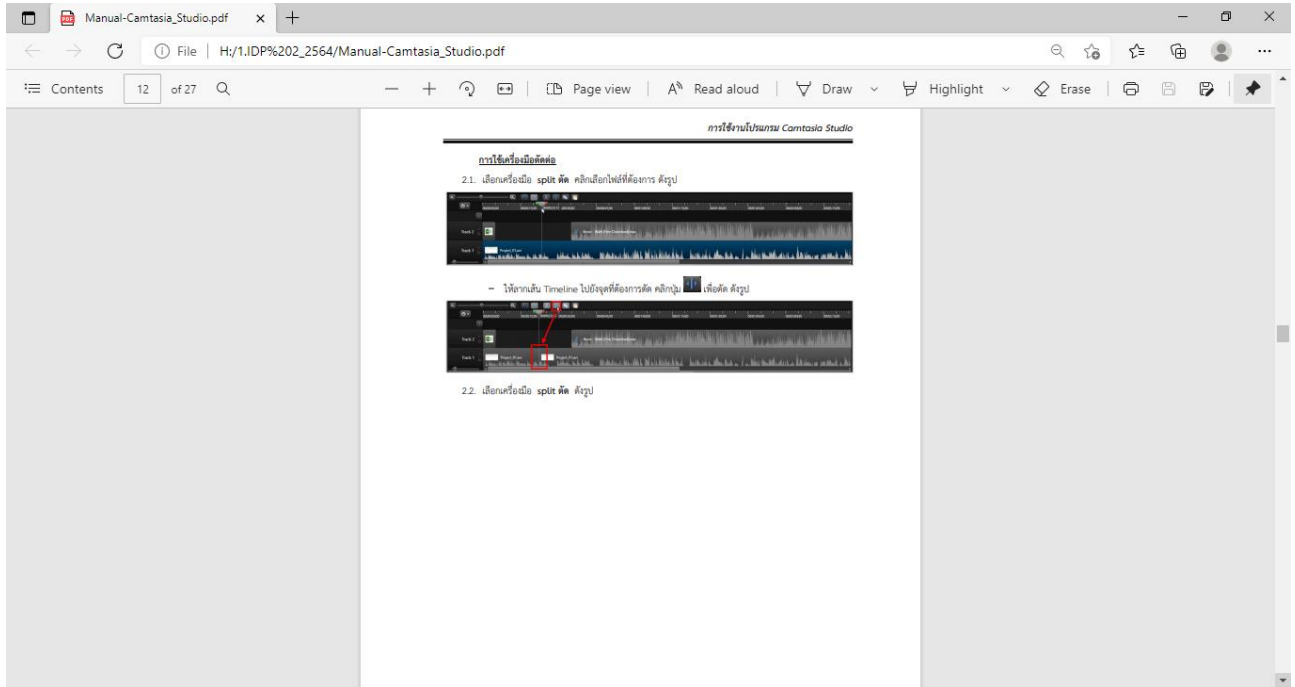 Manual-Camtasia_Studio.pdf
File | H:/1.IDP%202_2564/Manual-Camtasia_Studio.pdf
Contents 12 of 27 Page view Read aloud Draw Highlight Erase
การใช้งานโปรแกรม Camtasia Studio
การใช้เครื่องมือตัดต่อ
2.1. เลือกเครื่องมือ split ตัด คลิกเลือกไฟล์ที่ต้องการ ดังรูป
Track 2
Track 1
– ให้ลากเส้น Timeline ไปยังจุดที่ต้องการตัด คลิกปุ่ม เพื่อตัด ดังรูป
Track 2
Track 1
2.2. เลือกเครื่องมือ split ตัด ดังรูป